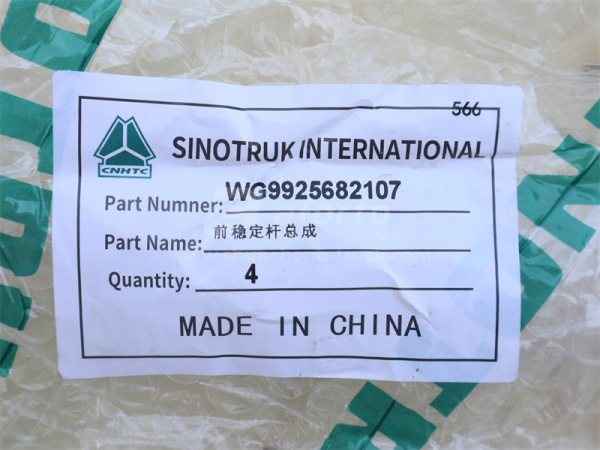 566
SINOTRUK INTERNATIONAL
CNHTC
Part Numner: WG9925682107
Part Name: 前稳定杆总成
Quantity: 4
MADE IN CHINA